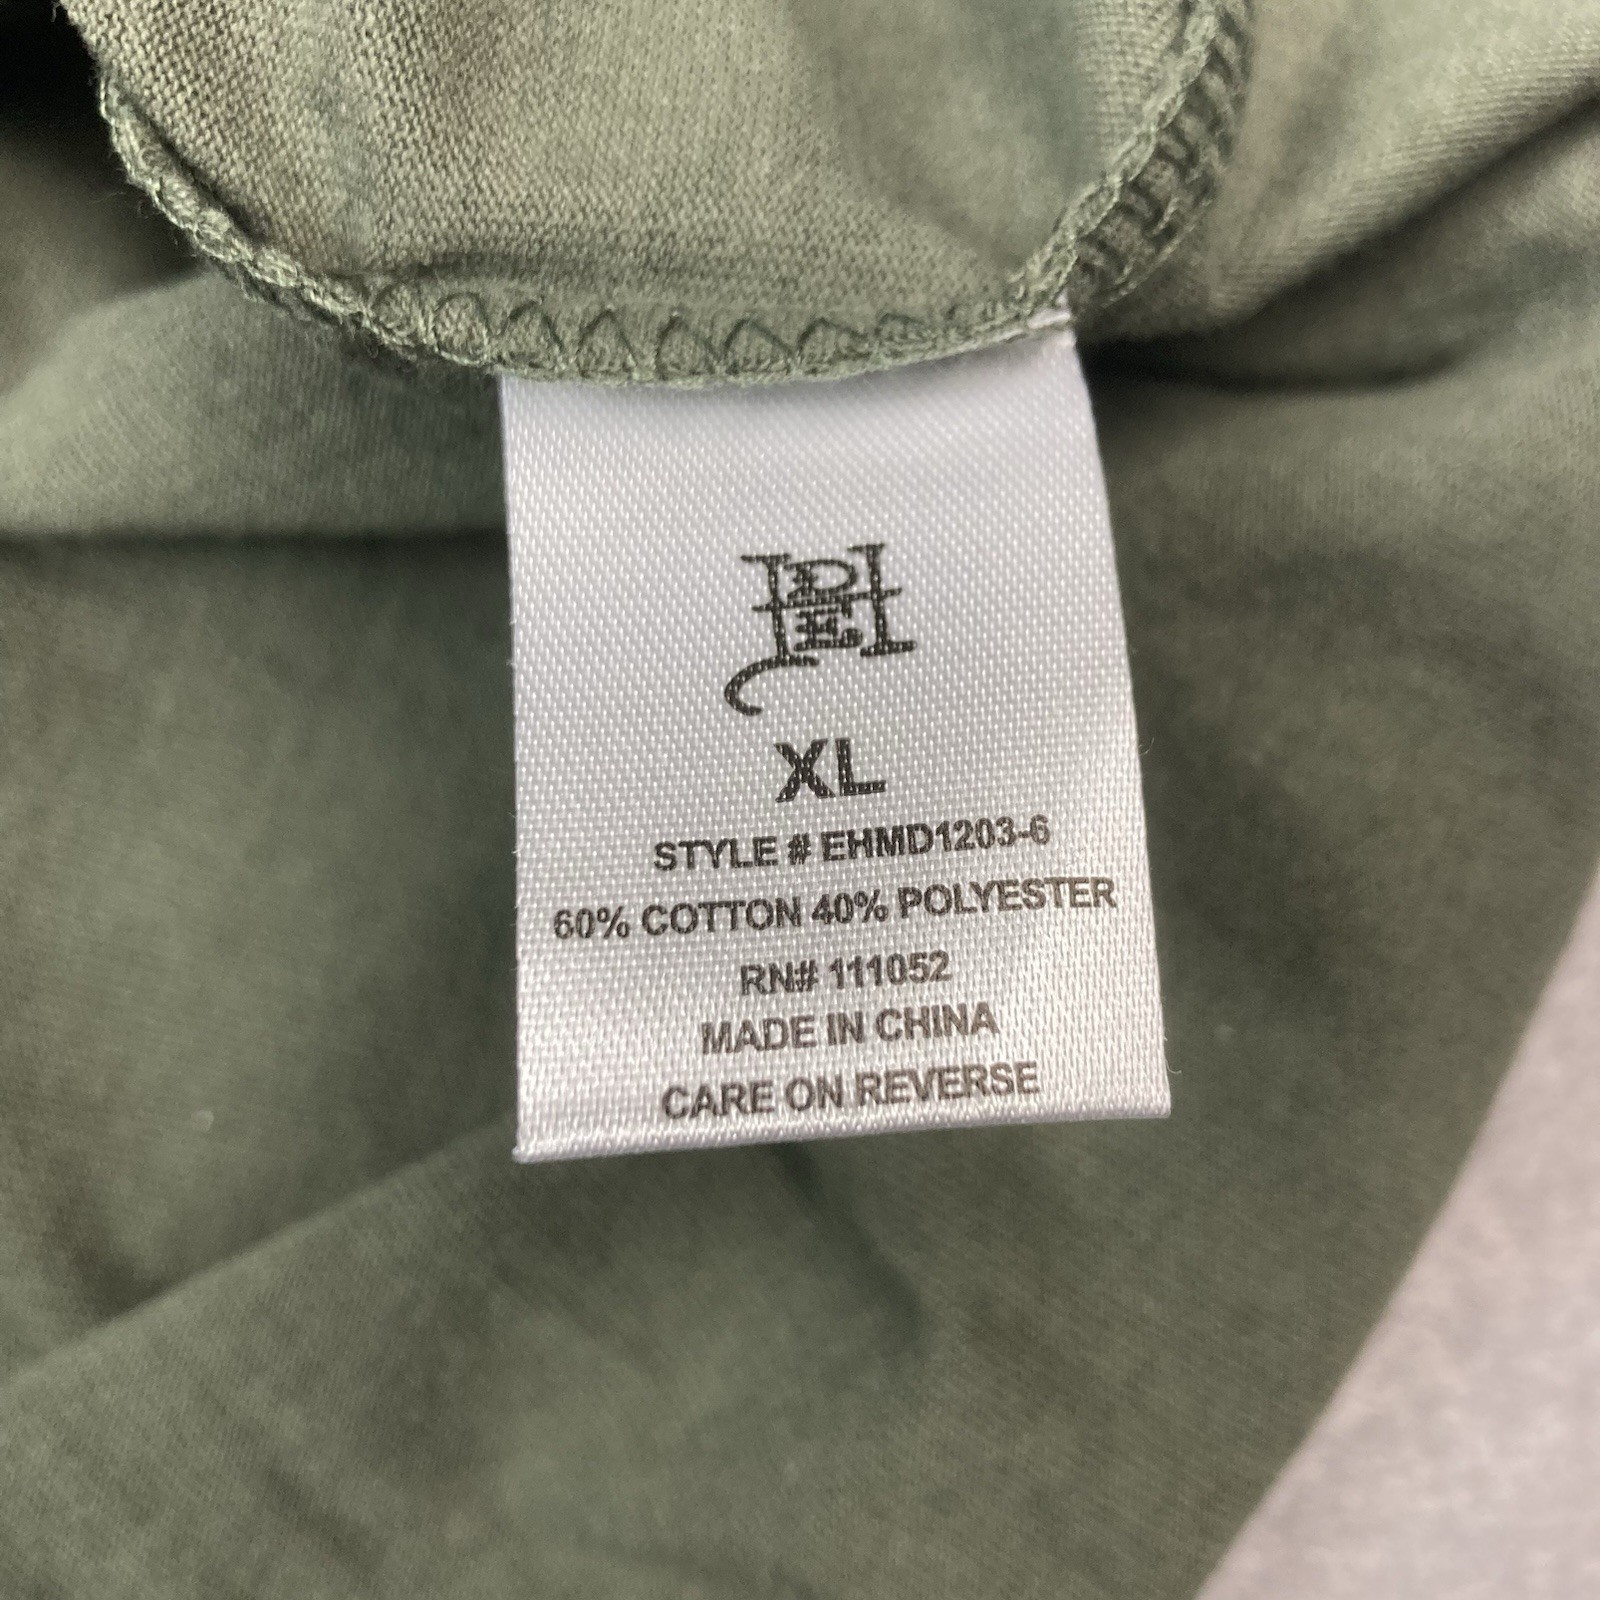 XL
STYLE # EHMD1203-6
60% COTTON 40% POLYESTER
RN# 111052
MADE IN CHINA
CARE ON REVERSE